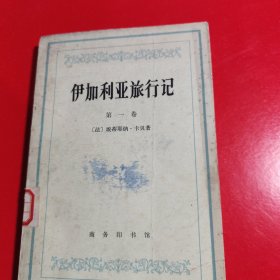 伊加利亚旅行记
第一卷
〔法〕埃蒂耶纳·卡贝著
商务印书馆